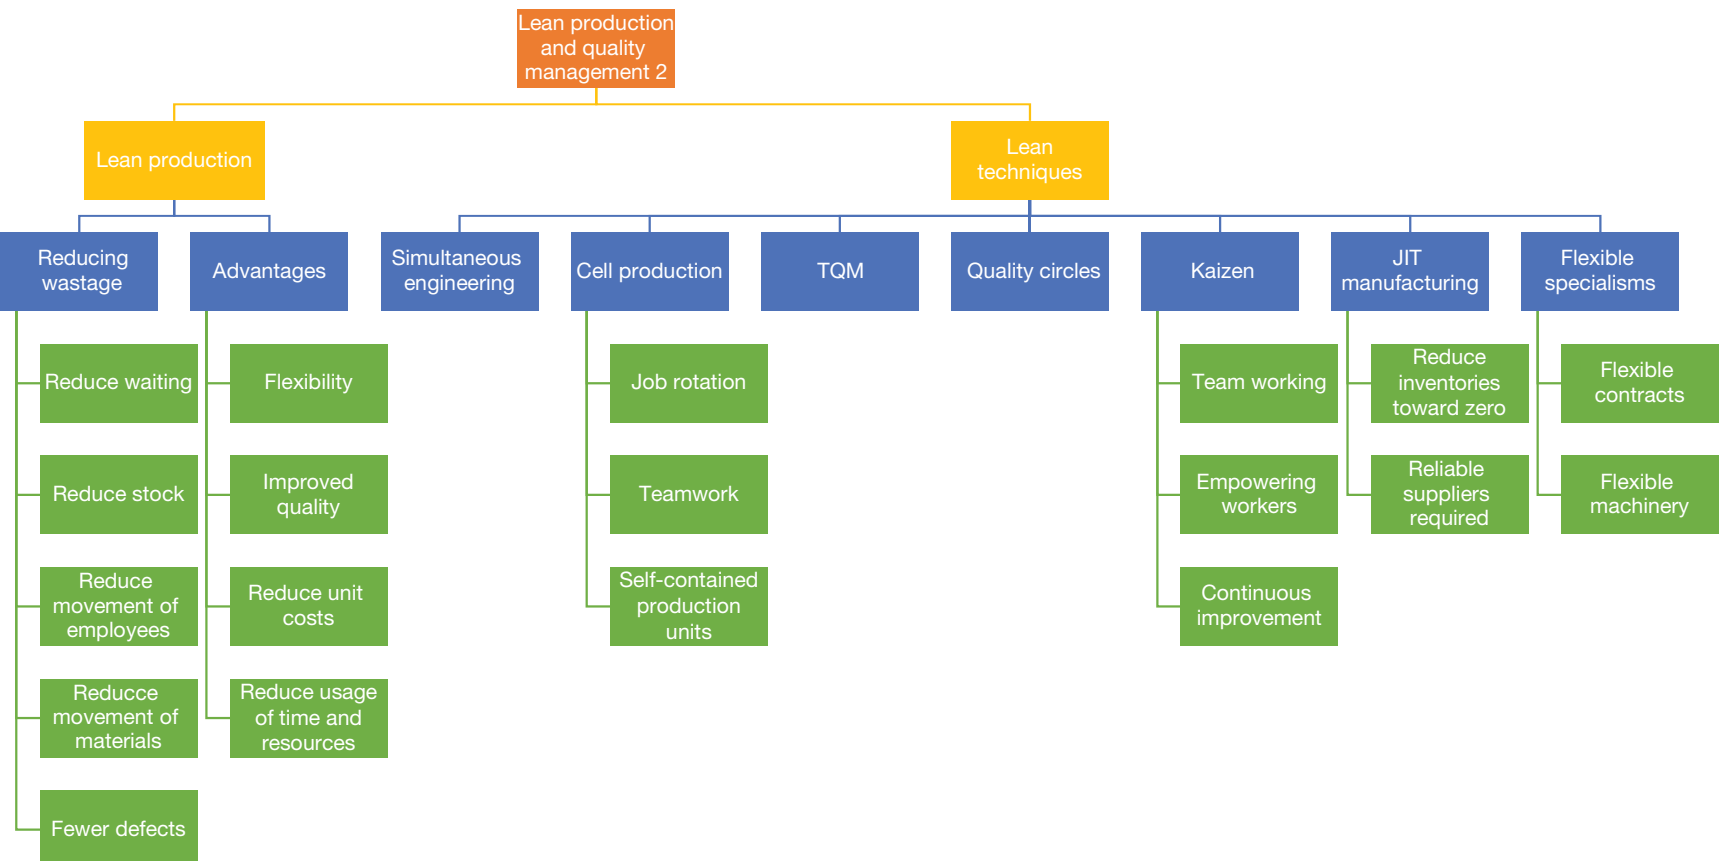 Lean production
and quality
management 2
Lean production
Lean
techniques
Reducing
wastage
Advantages
Simultaneous
engineering
Cell production
TQM
Quality circles
Kaizen
JIT
manufacturing
Flexible
specialisms
Reduce waiting
Reduce stock
Reduce
movement of
employees
Reducce
movement of
materials
Fewer defects
Flexibility
Improved
quality
Reduce unit
costs
Reduce usage
of time and
resources
Job rotation
Teamwork
Self-contained
production
units
Team working
Empowering
workers
Continuous
improvement
Reduce
inventories
toward zero
Reliable
suppliers
required
Flexible
contracts
Flexible
machinery